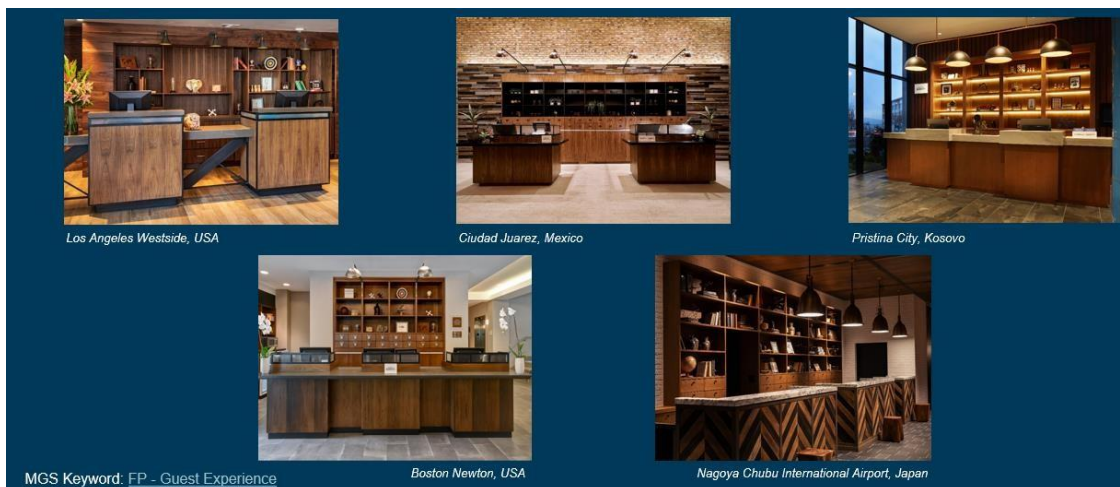 Los Angeles Westside, USA
Ciudad Juarez, Mexico
Pristina City, Kosovo
Boston Newton, USA
Nagoya Chubu International Airport, Japan
MGS Keyword: FP - Guest Experience